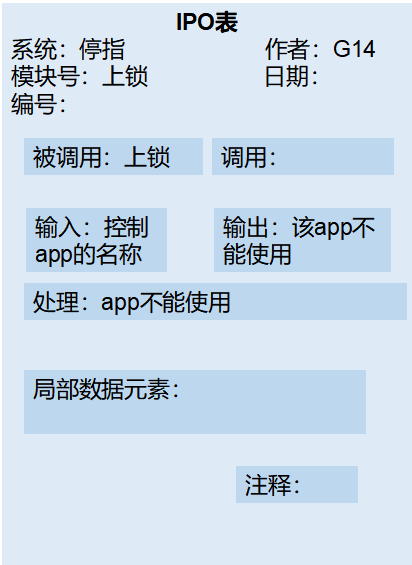 IPO表
系统：停指 作者：G14
模块号：上锁 日期：
编号：
被调用：上锁 调用：
输入：控制
app的名称
输出：该app不
能使用
处理：app不能使用
局部数据元素：
注释：